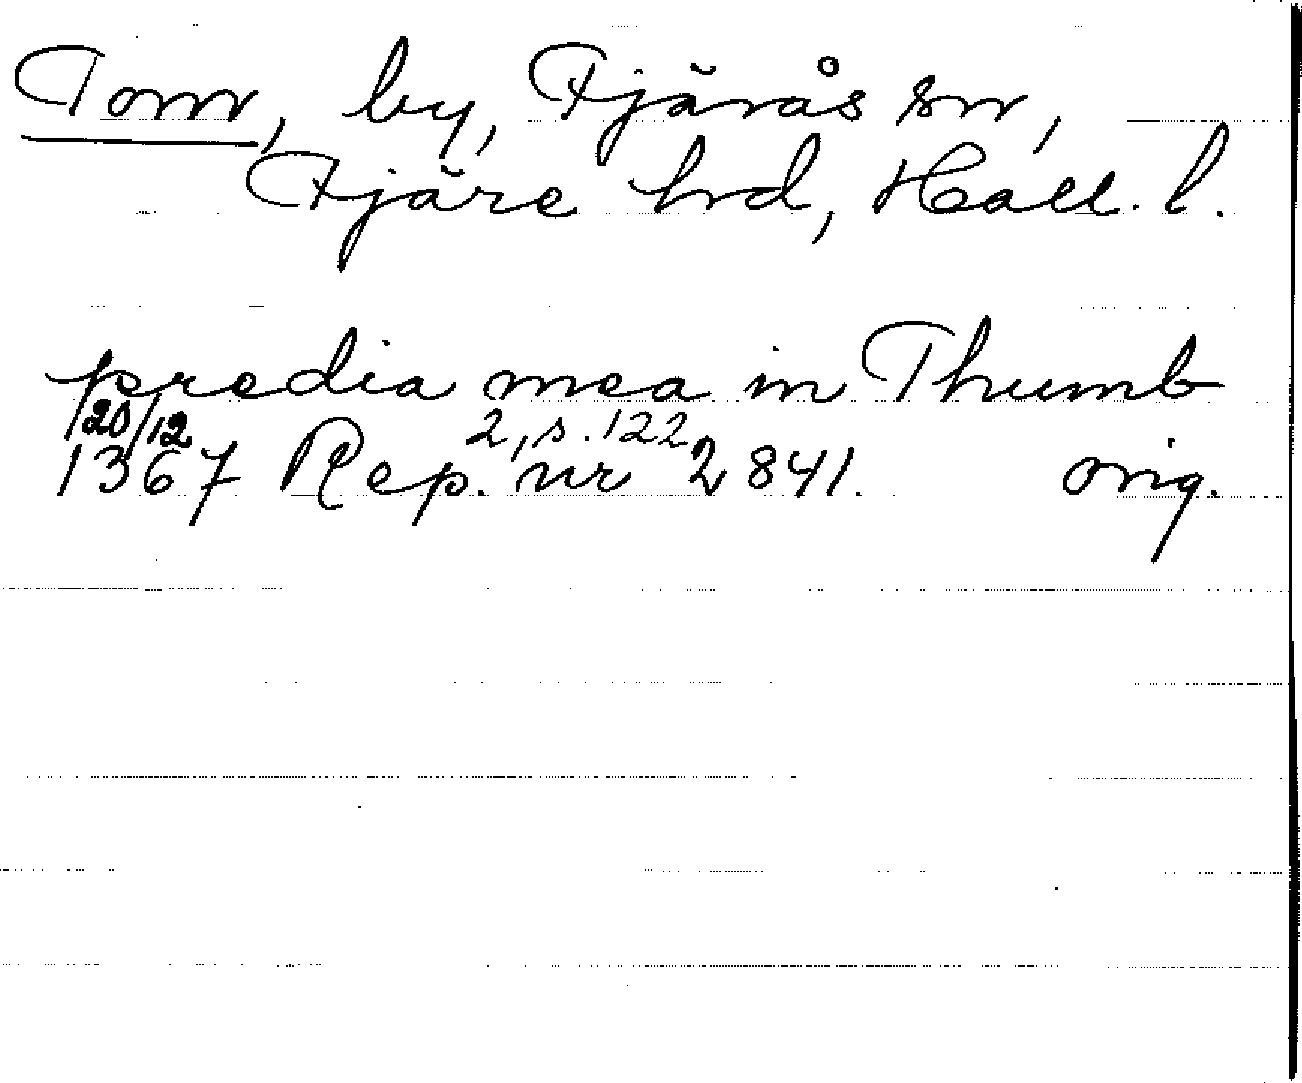 Tom, by, Fjärås sn,
Fjäre hd, Hall. l.
predia mea in Thumb
20/12 2, s. 122
1367 Rep. nr 2841. orig.